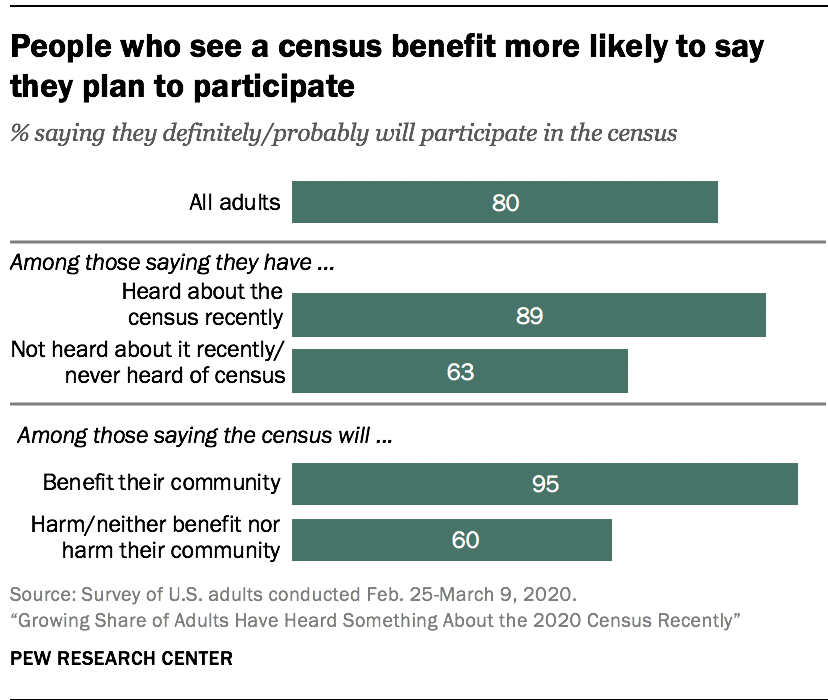 People who see a census benefit more likely to say
they plan to participate
% saying they definitely/probably will participate in the census
All adults 80
Among those saying they have ...
Heard about the
census recently 89
Not heard about it recently/
never heard of census 63
Among those saying the census will ...
Benefit their community 95
Harm/neither benefit nor
harm their community 60
Source: Survey of U.S. adults conducted Feb. 25-March 9, 2020.
“Growing Share of Adults Have Heard Something About the 2020 Census Recently”
PEW RESEARCH CENTER